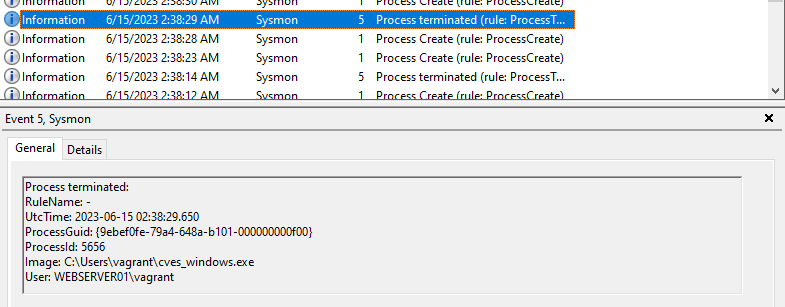 Information 6/15/2023 2:38:30 AM Sysmon 1 Process Create (rule: ProcessCreate)
Information 6/15/2023 2:38:29 AM Sysmon 5 Process terminated (rule: ProcessT...
Information 6/15/2023 2:38:28 AM Sysmon 1 Process Create (rule: ProcessCreate)
Information 6/15/2023 2:38:23 AM Sysmon 1 Process Create (rule: ProcessCreate)
Information 6/15/2023 2:38:14 AM Sysmon 5 Process terminated (rule: ProcessT...
Information 6/15/2023 2:38:12 AM Sysmon 1 Process Create (rule: ProcessCreate)
Event 5, Sysmon
General Details
Process terminated:
RuleName: -
UtcTime: 2023-06-15 02:38:29.650
ProcessGuid: {9ebef0fe-79a4-648a-b101-000000000f00}
ProcessId: 5656
Image: C:\Users\vagrant\cves_windows.exe
User: WEBSERVER01\vagrant